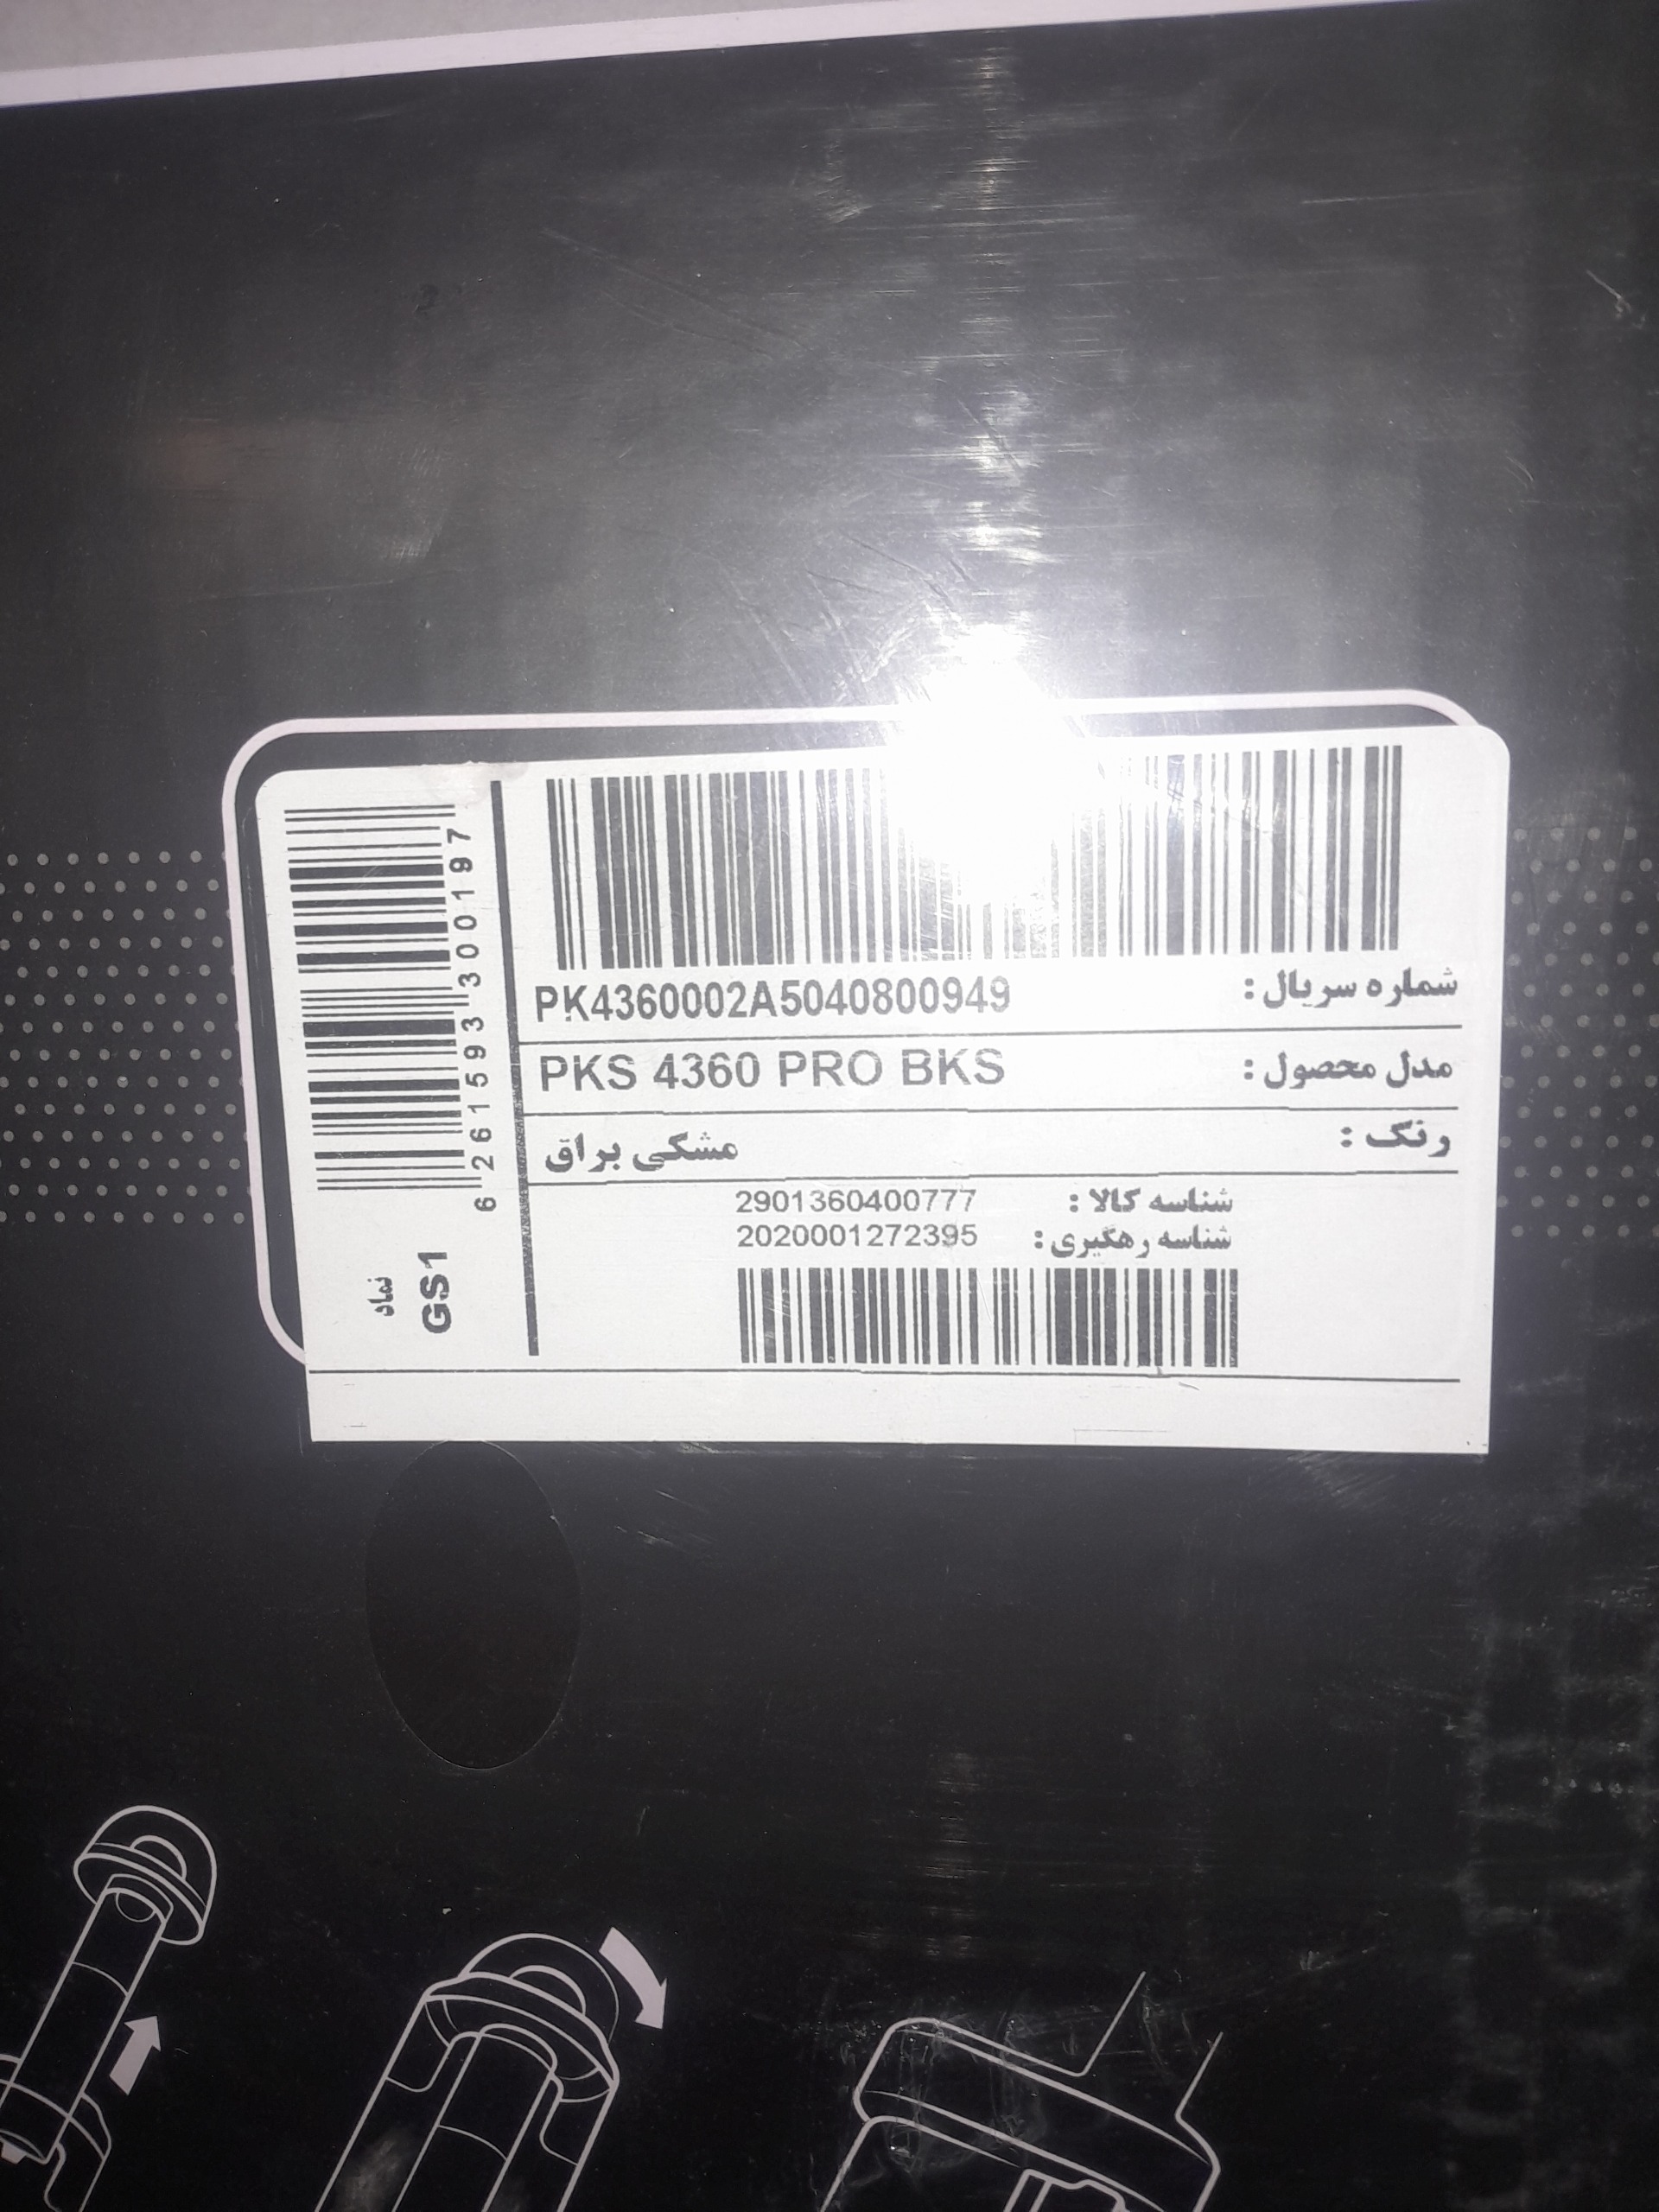 شماره سریال : PK4360002A5040800949
مدل محصول : PKS 4360 PRO BKS
رنگ : مشکی براق
شناسه کالا : 2901360400777
شناسه رهگیری : 2020001272395
6 261593 300197
نماد
GS1